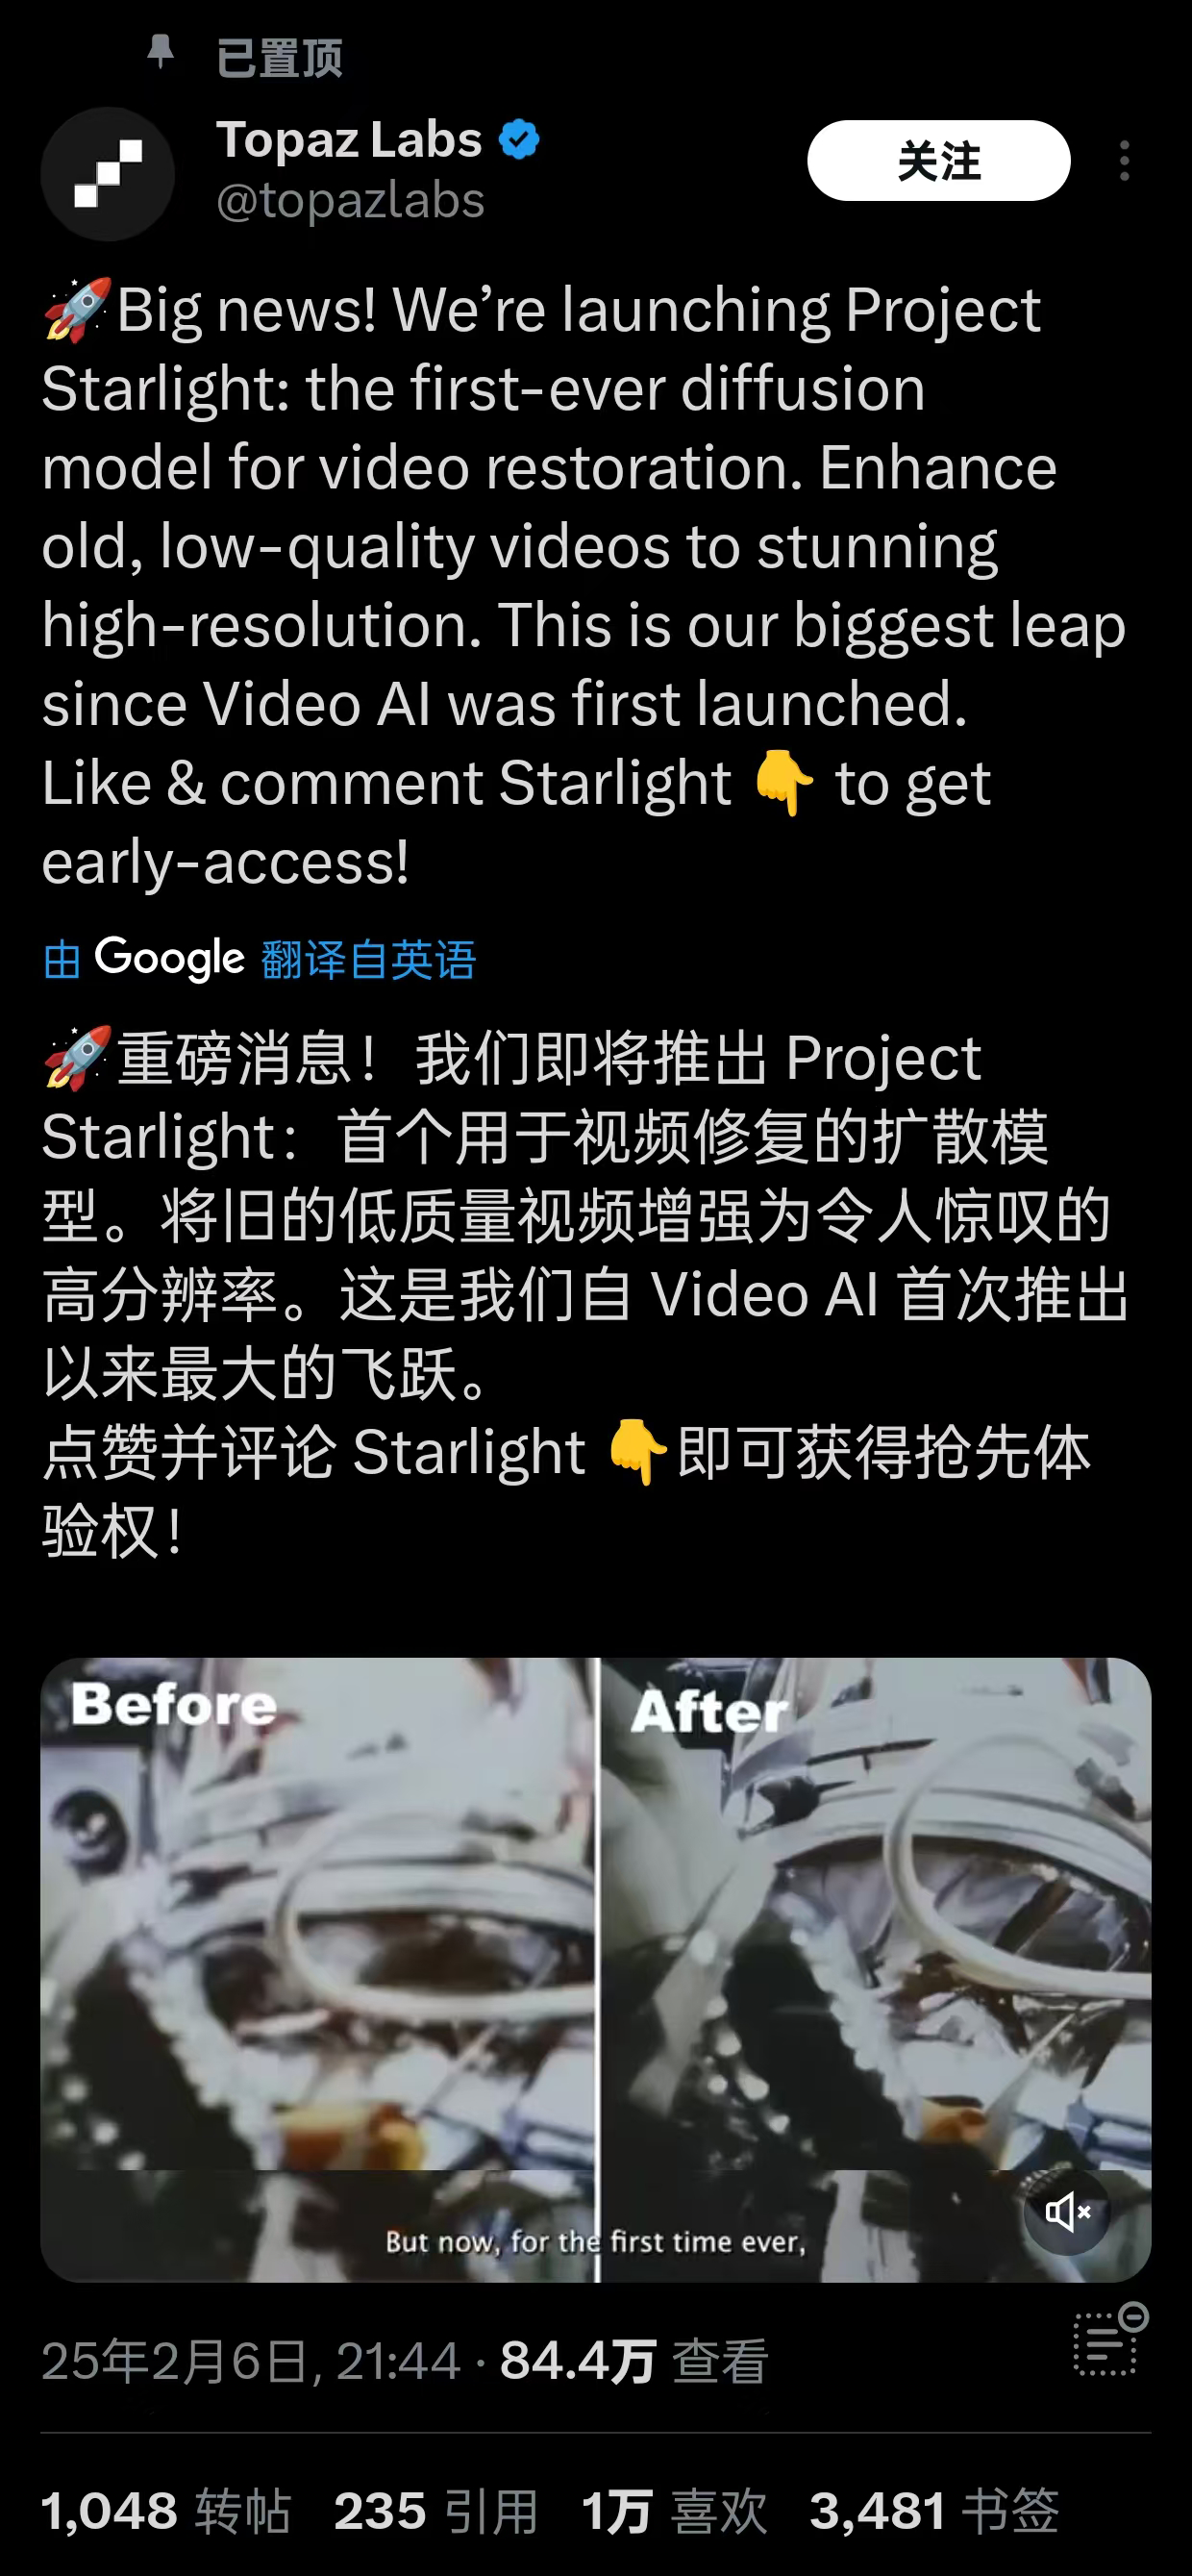 已置顶
Topaz Labs
@topazlabs
关注
🚀Big news! We’re launching Project
Starlight: the first-ever diffusion
model for video restoration. Enhance
old, low-quality videos to stunning
high-resolution. This is our biggest leap
since Video AI was first launched.
Like & comment Starlight 👇 to get
early-access!
由 Google 翻译自英语
🚀重磅消息！我们即将推出 Project
Starlight：首个用于视频修复的扩散模
型。将旧的低质量视频增强为令人惊叹的
高分辨率。这是我们自 Video AI 首次推出
以来最大的飞跃。
点赞并评论 Starlight 👇即可获得抢先体
验权！
Before
After
But now, for the first time ever,
25年2月6日, 21:44 · 84.4万 查看
1,048 转帖 235 引用 1万 喜欢 3,481 书签